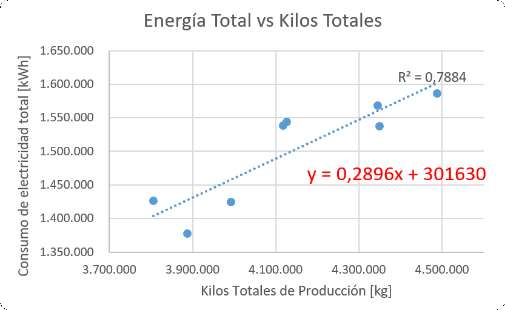 Energía Total vs Kilos Totales
Consumo de electricidad total [kWh]
1.650.000
1.600.000
1.550.000
1.500.000
1.450.000
1.400.000
1.350.000
R² = 0,7884
y = 0,2896x + 301630
3.700.000 3.900.000 4.100.000 4.300.000 4.500.000
Kilos Totales de Producción [kg]